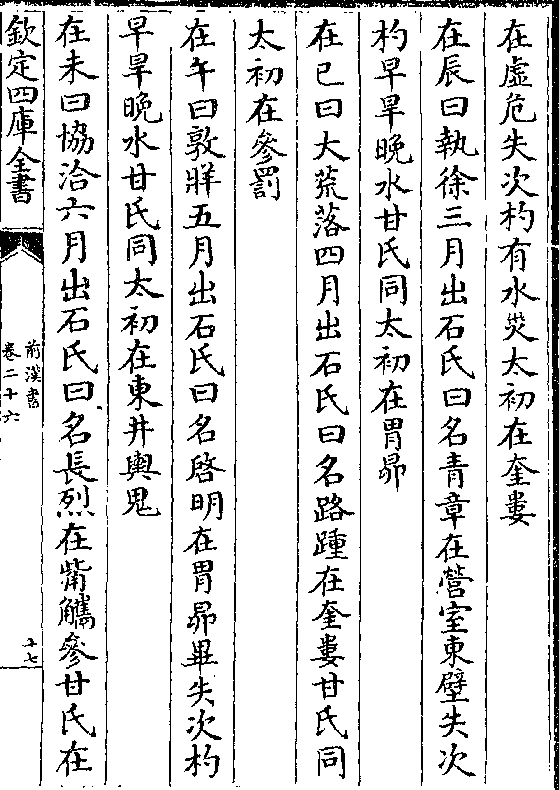 在虛危失次杓有水災太初在奎婁
在辰曰執徐三月出石氏曰名青章在營室東壁失次
杓早旱晚水甘氏同太初在胃昴
在巳曰大荒落四月出石氏曰名路踵在奎婁甘氏同
太初在參罰
在午曰敦牂五月出石氏曰名啓明在胃昴畢失次杓
早旱晚水甘氏同太初在東井輿鬼
在未曰協洽六月出石氏曰名長烈在觜觿參甘氏在
欽定四庫全書
前漢書
卷二十六
十七